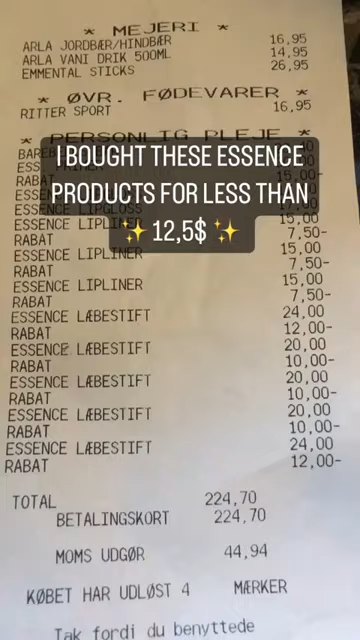 * MEJERI *
ARLA JORDBÆR/HINDBÆR 16,95
ARLA VANI DRIK 500ML 14,95
EMMENTAL STICKS 26,95
* ØVR. FØDEVARER *
RITTER SPORT 16,95
* PERSONLIG PLEJE *
I BOUGHT THESE ESSENCE
PRODUCTS FOR LESS THAN
✨ 12,5$ ✨
ESSENCE LIPGLOSS
ESSENCE LIPLINER 15,00
RABAT 7,50-
ESSENCE LIPLINER 15,00
RABAT 7,50-
ESSENCE LIPLINER 15,00
RABAT 7,50-
ESSENCE LÆBESTIFT 24,00
RABAT 12,00-
ESSENCE LÆBESTIFT 20,00
RABAT 10,00-
ESSENCE LÆBESTIFT 20,00
RABAT 10,00-
ESSENCE LÆBESTIFT 20,00
RABAT 10,00-
ESSENCE LÆBESTIFT 24,00
RABAT 12,00-
TOTAL 224,70
BETALINGSKORT 224,70
MOMS UDGØR 44,94
KØBET HAR UDLØST 4 MÆRKER
Tak fordi du benyttede